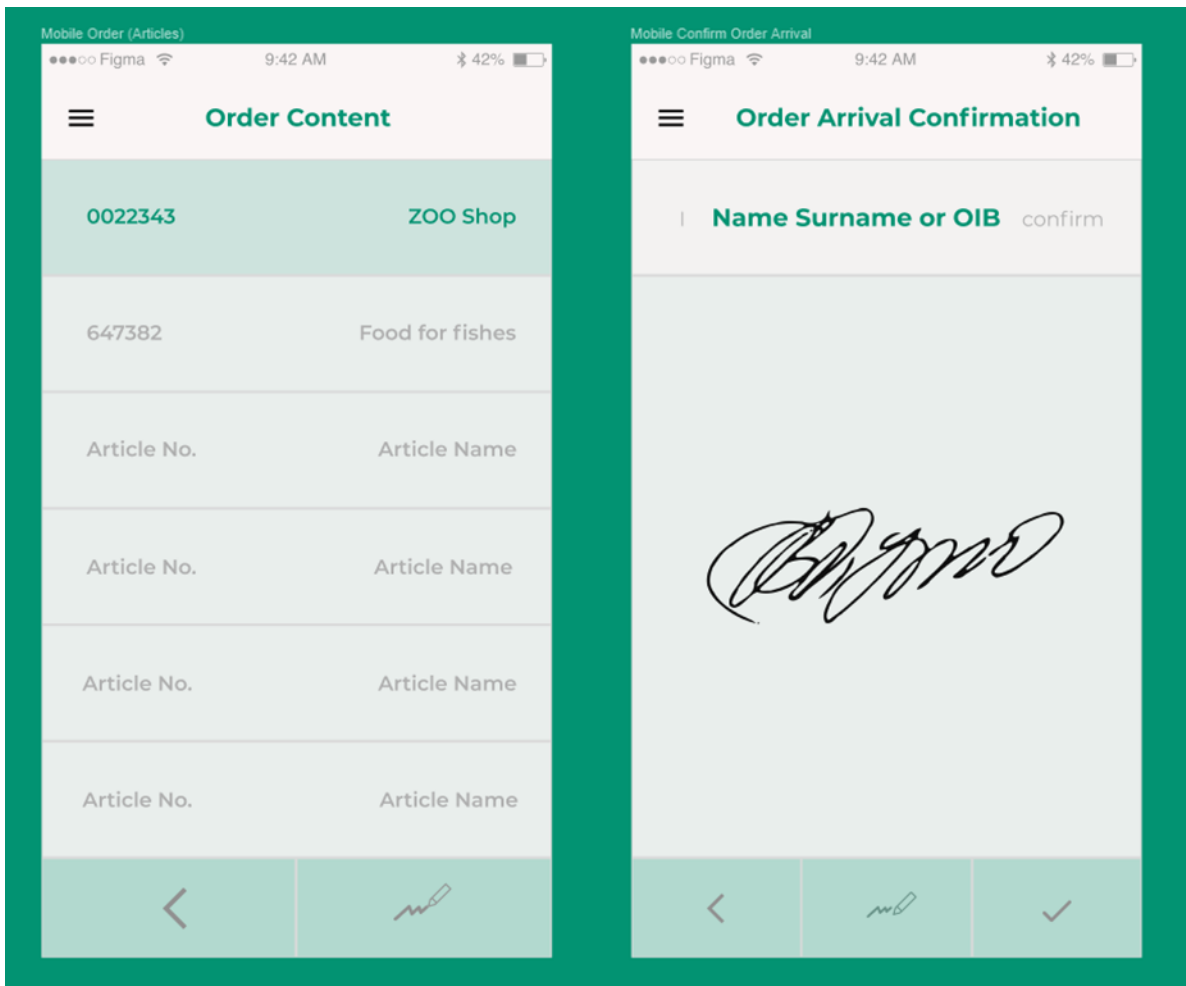 Mobile Order (Articles)
Figma 9:42 AM 42%
Order Content
0022343 ZOO Shop
647382 Food for fishes
Article No. Article Name
Article No. Article Name
Article No. Article Name
Article No. Article Name
Mobile Confirm Order Arrival
Figma 9:42 AM 42%
Order Arrival Confirmation
Name Surname or OIB confirm